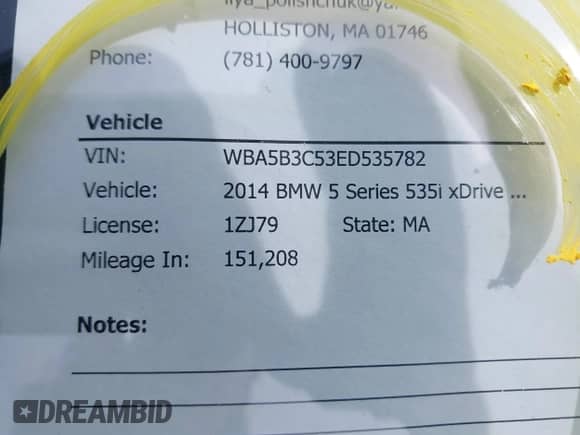 HOLLISTON, MA 01746
Phone: (781) 400-9797
Vehicle
VIN: WBA5B3C53ED535782
Vehicle: 2014 BMW 5 Series 535i xDrive ...
License: 1ZJ79 State: MA
Mileage In: 151,208
Notes:
DREAMBID